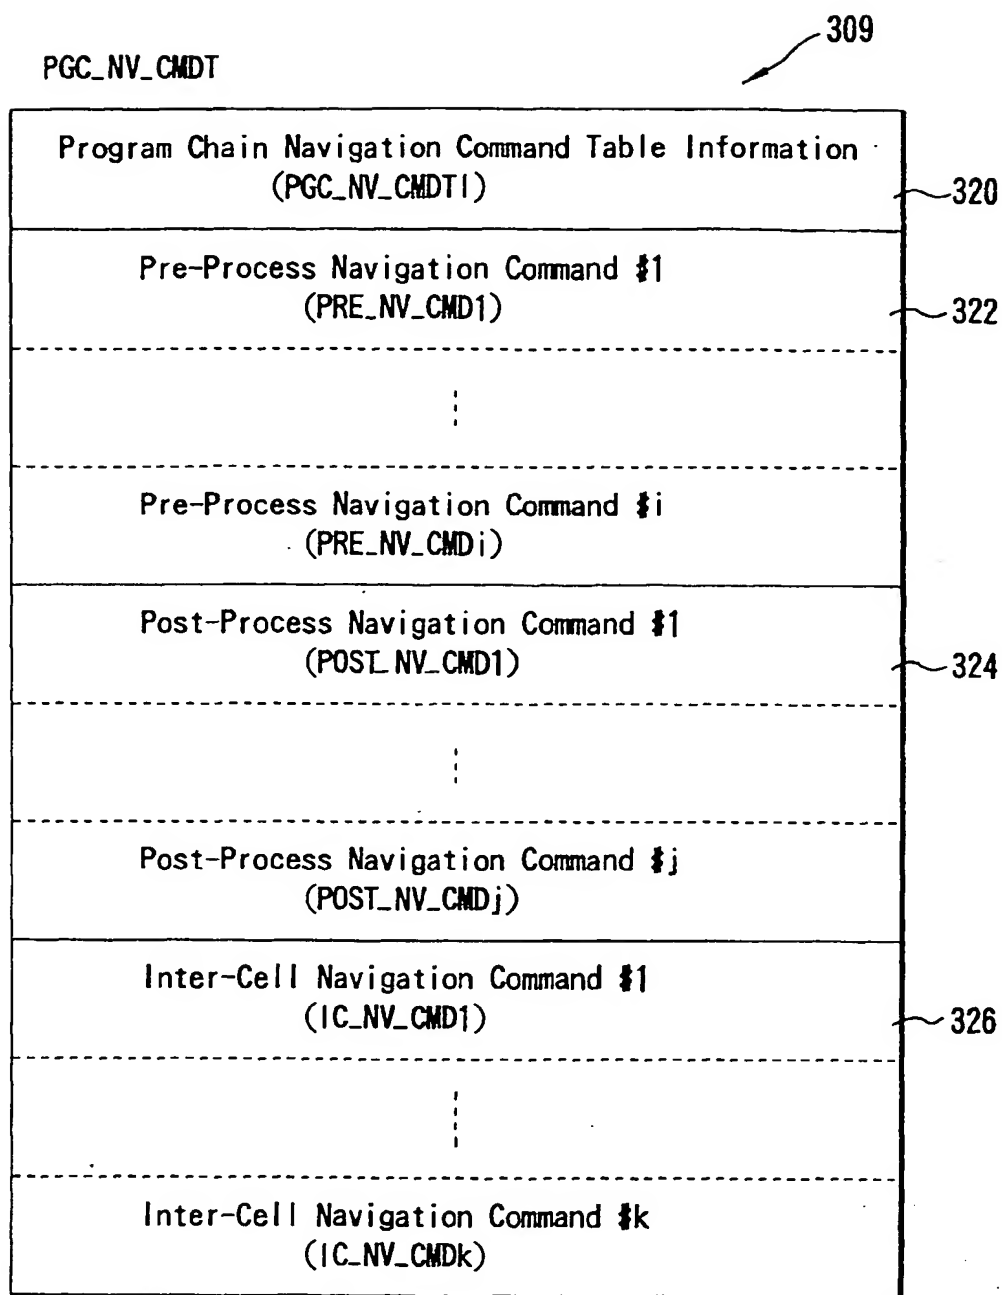 309
PGC_NV_CMDT
Program Chain Navigation Command Table Information
(PGC_NV_CMDTI)
320
Pre-Process Navigation Command #1
(PRE_NV_CMD1)
322
Pre-Process Navigation Command #i
(PRE_NV_CMDi)
Post-Process Navigation Command #1
(POST_NV_CMD1)
324
Post-Process Navigation Command #j
(POST_NV_CMDj)
Inter-Cell Navigation Command #1
(IC_NV_CMD1)
326
Inter-Cell Navigation Command #k
(IC_NV_CMDk)